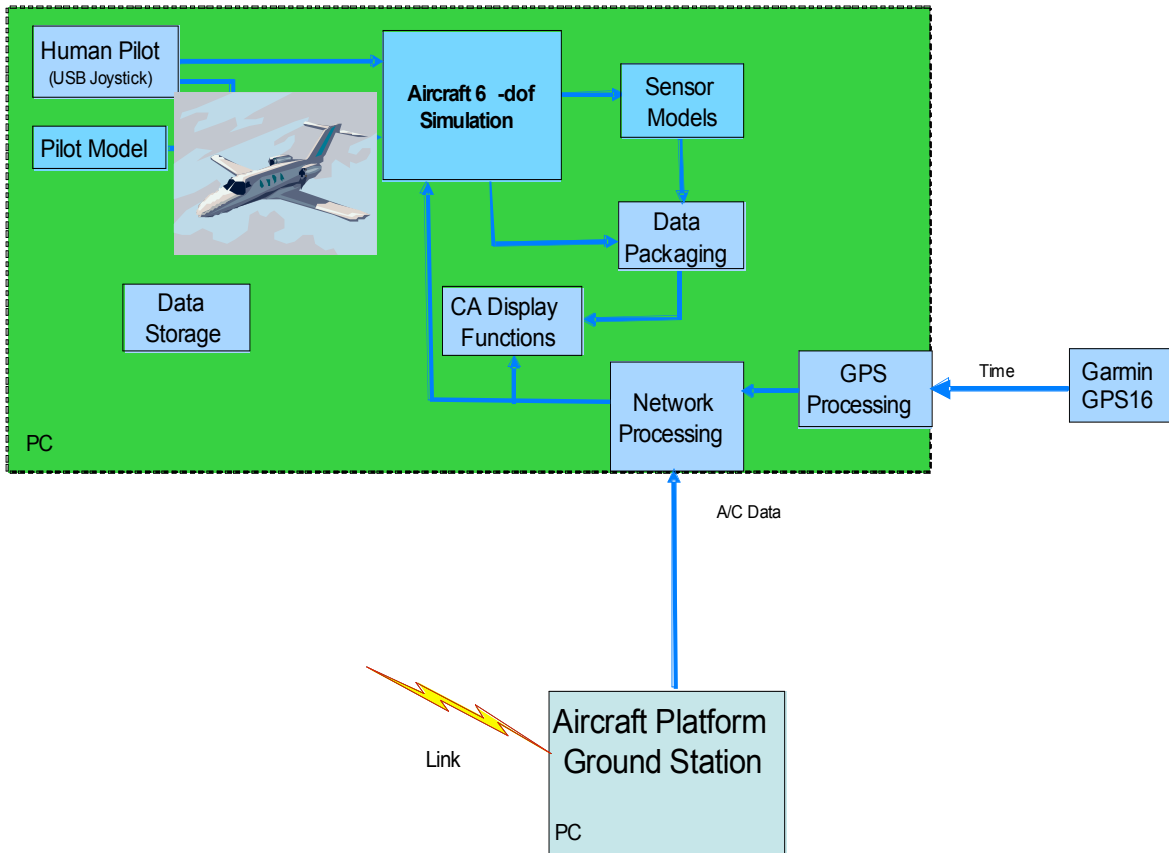 Human Pilot
(USB Joystick)
Pilot Model
Aircraft 6 -dof
Simulation
Sensor
Models
Data
Packaging
Data
Storage
CA Display
Functions
Network
Processing
GPS
Processing
Time
Garmin
GPS16
PC
A/C Data
Link
Aircraft Platform
Ground Station
PC